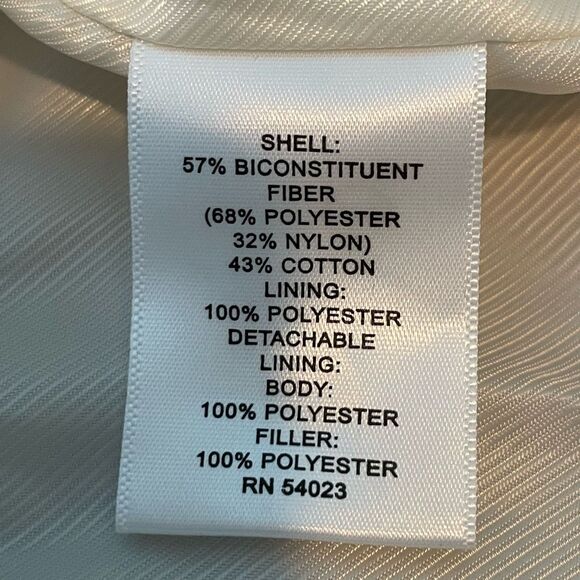 SHELL:
57% BICONSTITUENT
FIBER
(68% POLYESTER
32% NYLON)
43% COTTON
LINING:
100% POLYESTER
DETACHABLE
LINING:
BODY:
100% POLYESTER
FILLER:
100% POLYESTER
RN 54023